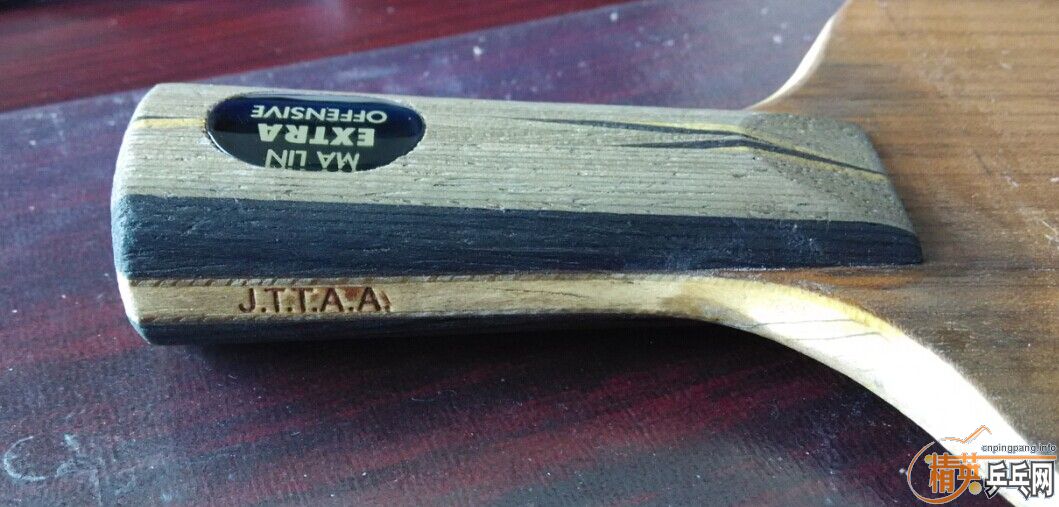 MA LIN
EXTRA
OFFENSIVE
J.T.T.A.A.
cnpingpang.info
精英乒乓网